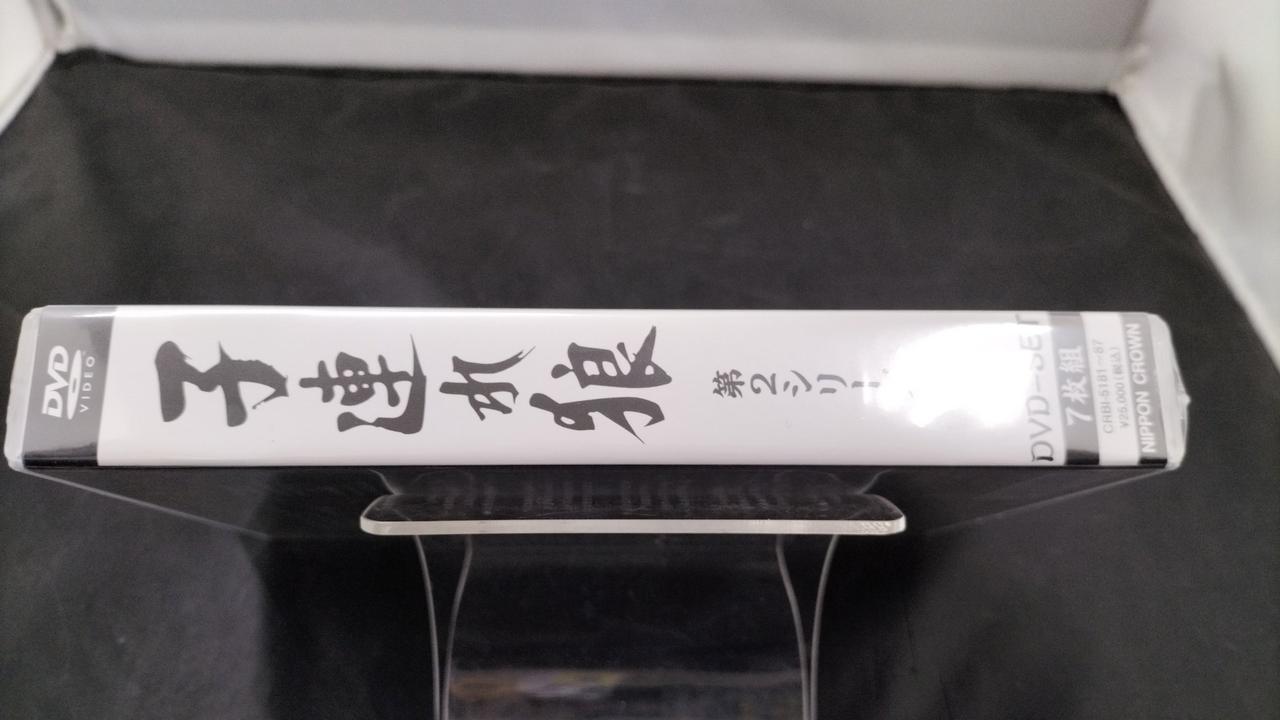 DVD
VIDEO
子連れ狼
第2シリー
DVD-SET
7枚組
CRBI-5181~87
¥25,000(税込)
NIPPON CROWN